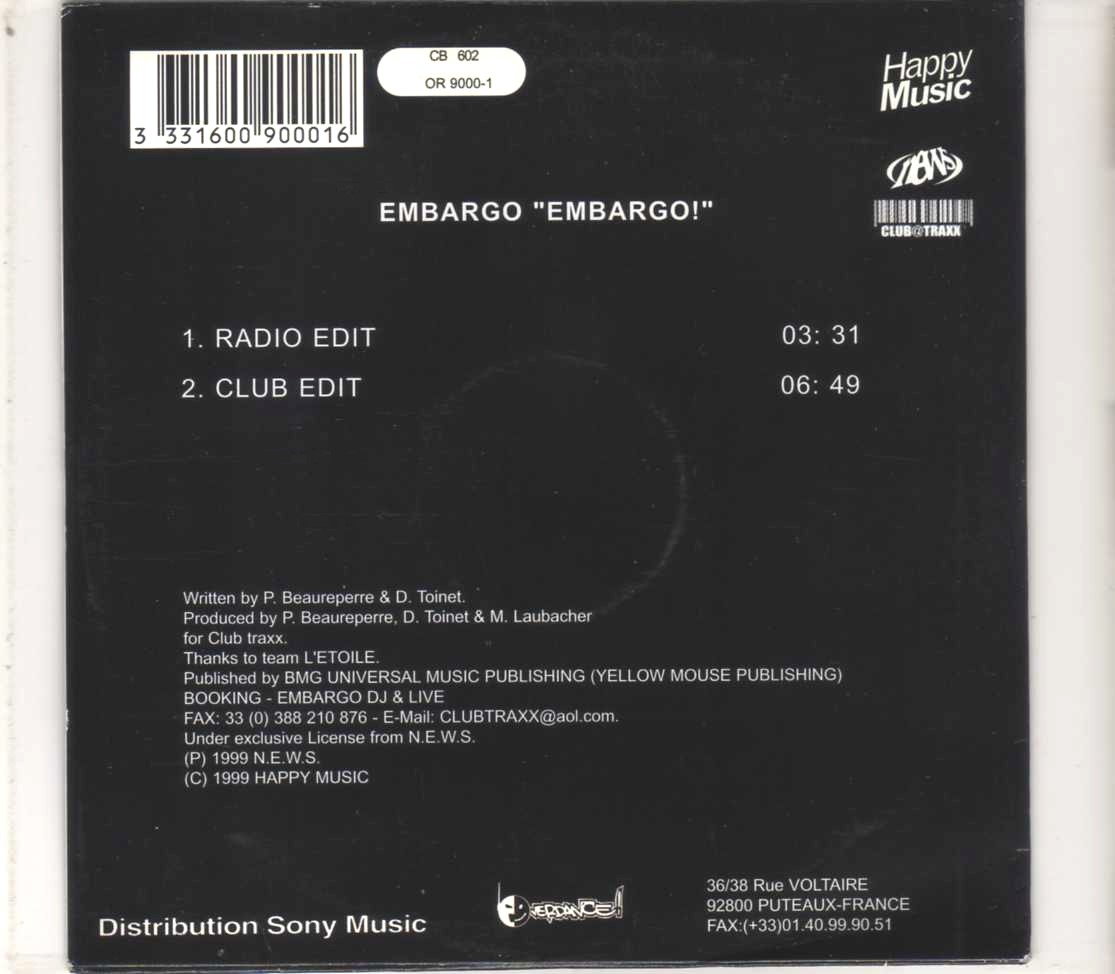 CB 602
OR 9000-1
3 331600 900016
Happy
Music
news
CLUB@TRAXX
EMBARGO "EMBARGO!"
1. RADIO EDIT 03: 31
2. CLUB EDIT 06: 49
Written by P. Beaureperre & D. Toinet.
Produced by P. Beaureperre, D. Toinet & M. Laubacher
for Club traxx.
Thanks to team L'ETOILE.
Published by BMG UNIVERSAL MUSIC PUBLISHING (YELLOW MOUSE PUBLISHING)
BOOKING - EMBARGO DJ & LIVE
FAX: 33 (0) 388 210 876 - E-Mail: CLUBTRAXX@aol.com.
Under exclusive License from N.E.W.S.
(P) 1999 N.E.W.S.
(C) 1999 HAPPY MUSIC
Distribution Sony Music
OVERDANCE!
36/38 Rue VOLTAIRE
92800 PUTEAUX-FRANCE
FAX:(+33)01.40.99.90.51